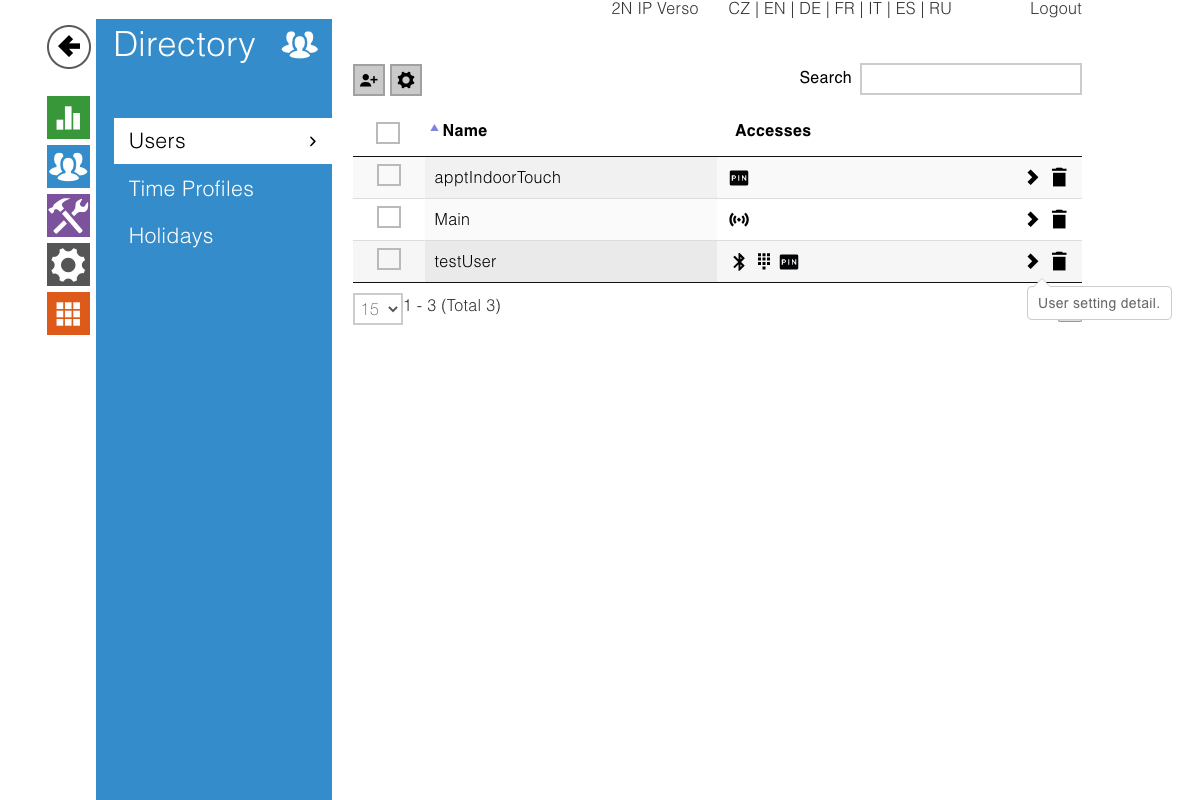 2N IP Verso CZ | EN | DE | FR | IT | ES | RU Logout
Directory
Search
Users
Time Profiles
Holidays
Name Accesses
apptIndoorTouch PIN
Main
testUser PIN
15 1 - 3 (Total 3)
User setting detail.